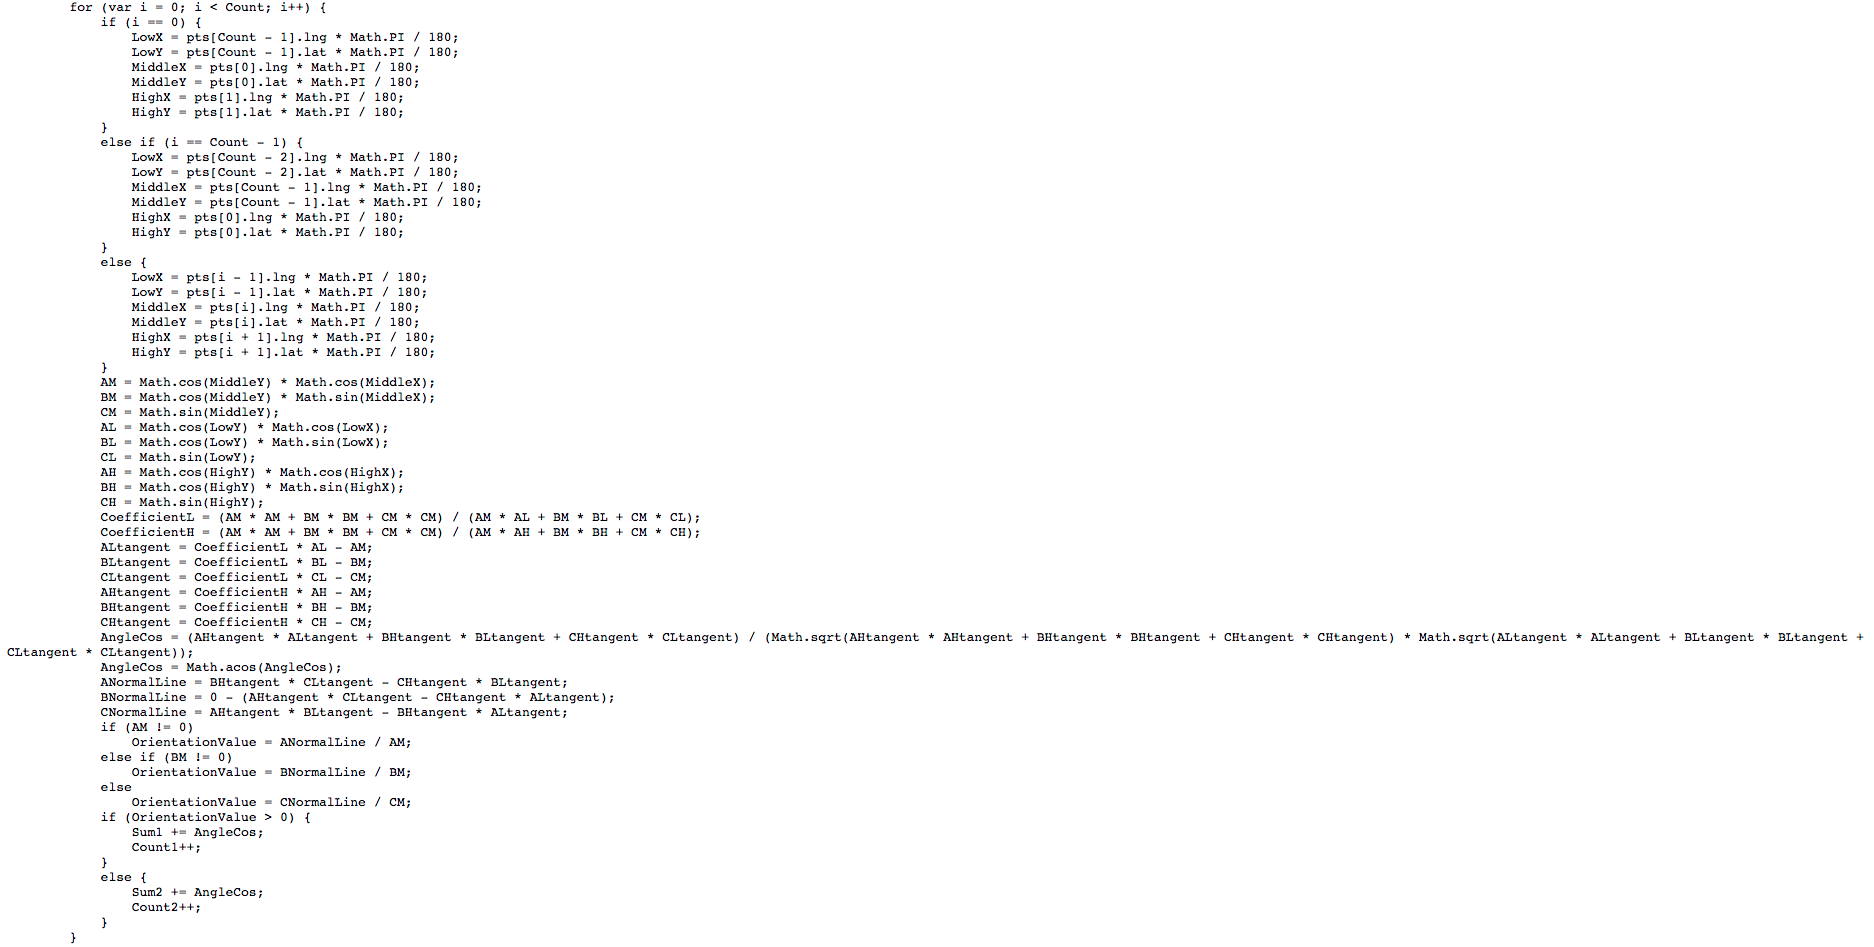 for (var i = 0; i < Count; i++) {
if (i == 0) {
LowX = pts[Count - 1].lng * Math.PI / 180;
LowY = pts[Count - 1].lat * Math.PI / 180;
MiddleX = pts[0].lng * Math.PI / 180;
MiddleY = pts[0].lat * Math.PI / 180;
HighX = pts[1].lng * Math.PI / 180;
HighY = pts[1].lat * Math.PI / 180;
}
else if (i == Count - 1) {
LowX = pts[Count - 2].lng * Math.PI / 180;
LowY = pts[Count - 2].lat * Math.PI / 180;
MiddleX = pts[Count - 1].lng * Math.PI / 180;
MiddleY = pts[Count - 1].lat * Math.PI / 180;
HighX = pts[0].lng * Math.PI / 180;
HighY = pts[0].lat * Math.PI / 180;
}
else {
LowX = pts[i - 1].lng * Math.PI / 180;
LowY = pts[i - 1].lat * Math.PI / 180;
MiddleX = pts[i].lng * Math.PI / 180;
MiddleY = pts[i].lat * Math.PI / 180;
HighX = pts[i + 1].lng * Math.PI / 180;
HighY = pts[i + 1].lat * Math.PI / 180;
}
AM = Math.cos(MiddleY) * Math.cos(MiddleX);
BM = Math.cos(MiddleY) * Math.sin(MiddleX);
CM = Math.sin(MiddleY);
AL = Math.cos(LowY) * Math.cos(LowX);
BL = Math.cos(LowY) * Math.sin(LowX);
CL = Math.sin(LowY);
AH = Math.cos(HighY) * Math.cos(HighX);
BH = Math.cos(HighY) * Math.sin(HighX);
CH = Math.sin(HighY);
CoefficientL = (AM * AM + BM * BM + CM * CM) / (AM * AL + BM * BL + CM * CL);
CoefficientH = (AM * AM + BM * BM + CM * CM) / (AM * AH + BM * BH + CM * CH);
ALtangent = CoefficientL * AL - AM;
BLtangent = CoefficientL * BL - BM;
CLtangent = CoefficientL * CL - CM;
AHtangent = CoefficientH * AH - AM;
BHtangent = CoefficientH * BH - BM;
CHtangent = CoefficientH * CH - CM;
AngleCos = (AHtangent * ALtangent + BHtangent * BLtangent + CHtangent * CLtangent) / (Math.sqrt(AHtangent * AHtangent + BHtangent * BHtangent + CHtangent * CHtangent) * Math.sqrt(ALtangent * ALtangent + BLtangent * BLtangent +
CLtangent * CLtangent));
AngleCos = Math.acos(AngleCos);
ANormalLine = BHtangent * CLtangent - CHtangent * BLtangent;
BNormalLine = 0 - (AHtangent * CLtangent - CHtangent * ALtangent);
CNormalLine = AHtangent * BLtangent - BHtangent * ALtangent;
if (AM != 0)
OrientationValue = ANormalLine / AM;
else if (BM != 0)
OrientationValue = BNormalLine / BM;
else
OrientationValue = CNormalLine / CM;
if (OrientationValue > 0) {
Sum1 += AngleCos;
Count1++;
}
else {
Sum2 += AngleCos;
Count2++;
}
}